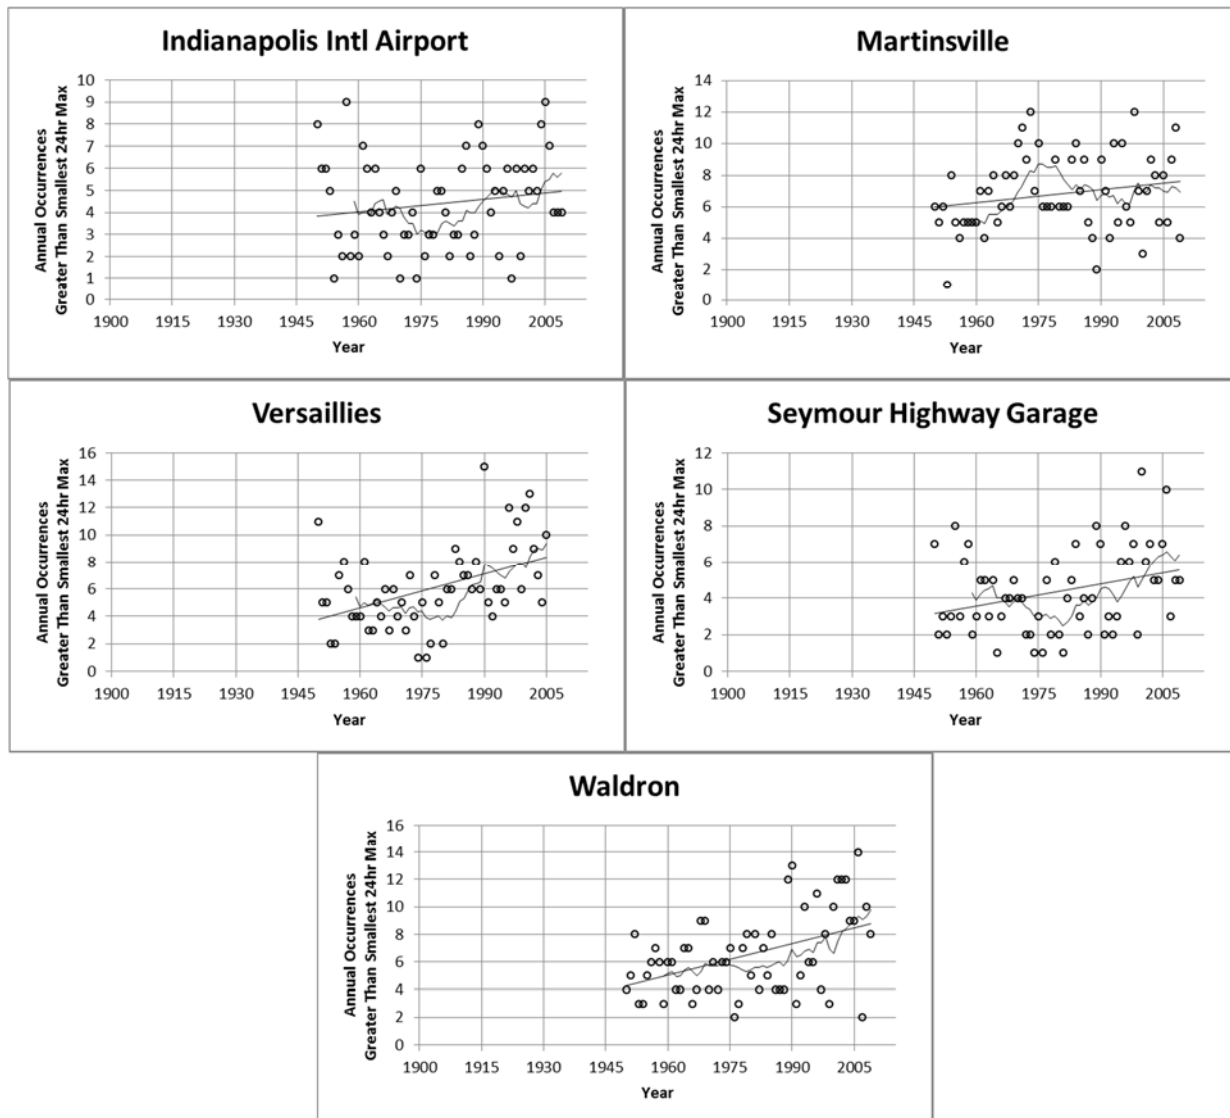 Indianapolis Intl Airport
Annual Occurrences
Greater Than Smallest 24hr Max
10
9
8
7
6
5
4
3
2
1
0
1900 1915 1930 1945 1960 1975 1990 2005
Year
Martinsville
Annual Occurrences
Greater Than Smallest 24hr Max
14
12
10
8
6
4
2
0
1900 1915 1930 1945 1960 1975 1990 2005
Year
Versaillies
Annual Occurrences
Greater Than Smallest 24hr Max
16
14
12
10
8
6
4
2
0
1900 1915 1930 1945 1960 1975 1990 2005
Year
Seymour Highway Garage
Annual Occurrences
Greater Than Smallest 24hr Max
12
10
8
6
4
2
0
1900 1915 1930 1945 1960 1975 1990 2005
Year
Waldron
Annual Occurrences
Greater Than Smallest 24hr Max
16
14
12
10
8
6
4
2
0
1900 1915 1930 1945 1960 1975 1990 2005
Year